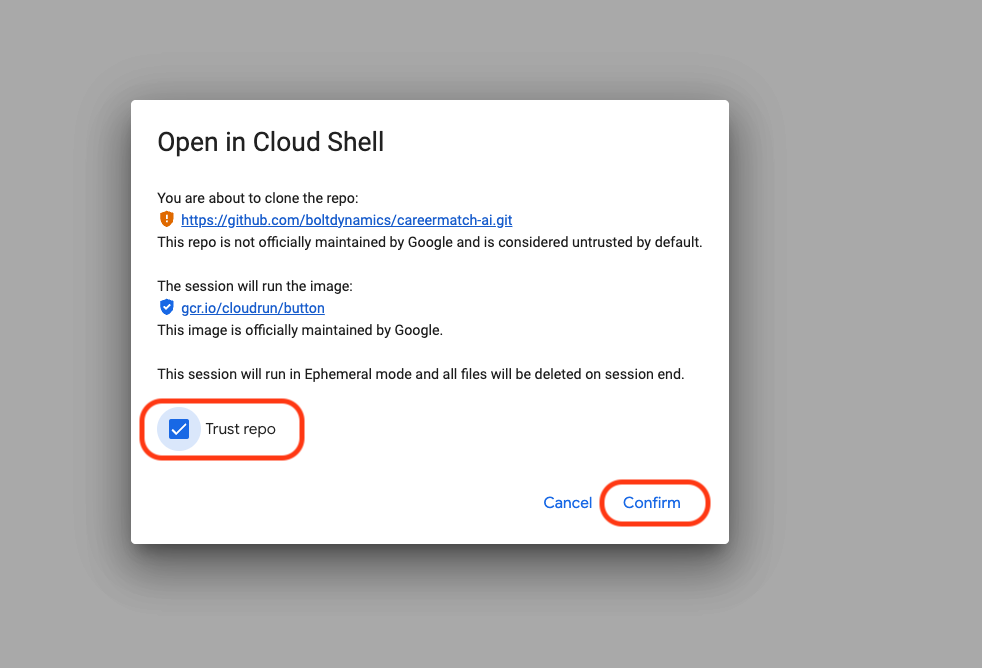 Open in Cloud Shell
You are about to clone the repo:
https://github.com/boltdynamics/careermatch-ai.git
This repo is not officially maintained by Google and is considered untrusted by default.
The session will run the image:
gcr.io/cloudrun/button
This image is officially maintained by Google.
This session will run in Ephemeral mode and all files will be deleted on session end.
Trust repo
Cancel Confirm